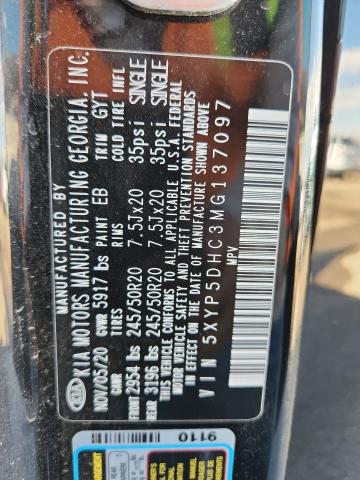 MANUFACTURED BY
KIA KIA MOTORS MANUFACTURING GEORGIA, INC.
NOV/05/20 GVWR 5917 lbs PAINT EB TRIM GYT
GAWR TIRES RIMS COLD TIRE INFL
FRONT 2954 lbs 245/50R20 7.5Jx20 35psi SINGLE
REAR 3196 lbs 245/50R20 7.5Jx20 35psi SINGLE
THIS VEHICLE CONFORMS TO ALL APPLICABLE U.S.A. FEDERAL
MOTOR VEHICLE SAFETY AND THEFT PREVENTION STANDARDS
IN EFFECT ON THE DATE OF MANUFACTURE SHOWN ABOVE
VIN 5XYP5DHC3MG137097
MPV
9110